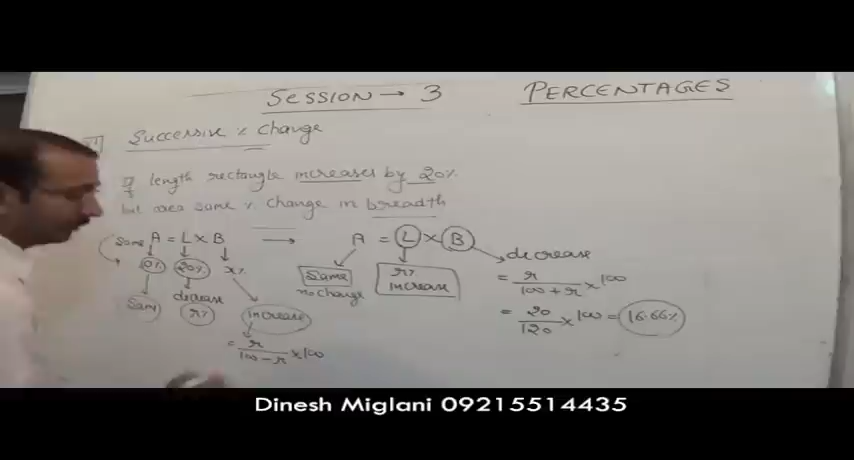 SESSION → 3
PERCENTAGES
Successive % change
If length rectangle increases by 20%
but area same % change in breadth
Same A = L x B
0% 20% x%
Same decrease r% increase
= r / 100 - r x 100
→ A = L x B
Same no change
r% increase
decrease
= r / 100 + r x 100
= 20 / 120 x 100 = 16.66%
Dinesh Miglani 09215514435